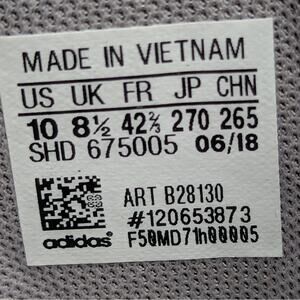 MADE IN VIETNAM
US UK FR JP CHN
10 8½ 42⅔ 270 265
SHD 675005 06/18
ART B28130
#120653873
adidas F50MD71h00005